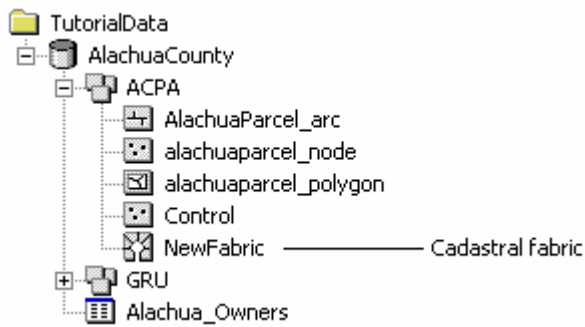 TutorialData
AlachuaCounty
ACPA
AlachuaParcel_arc
alachuaparcel_node
alachuaparcel_polygon
Control
NewFabric Cadastral fabric
GRU
Alachua_Owners